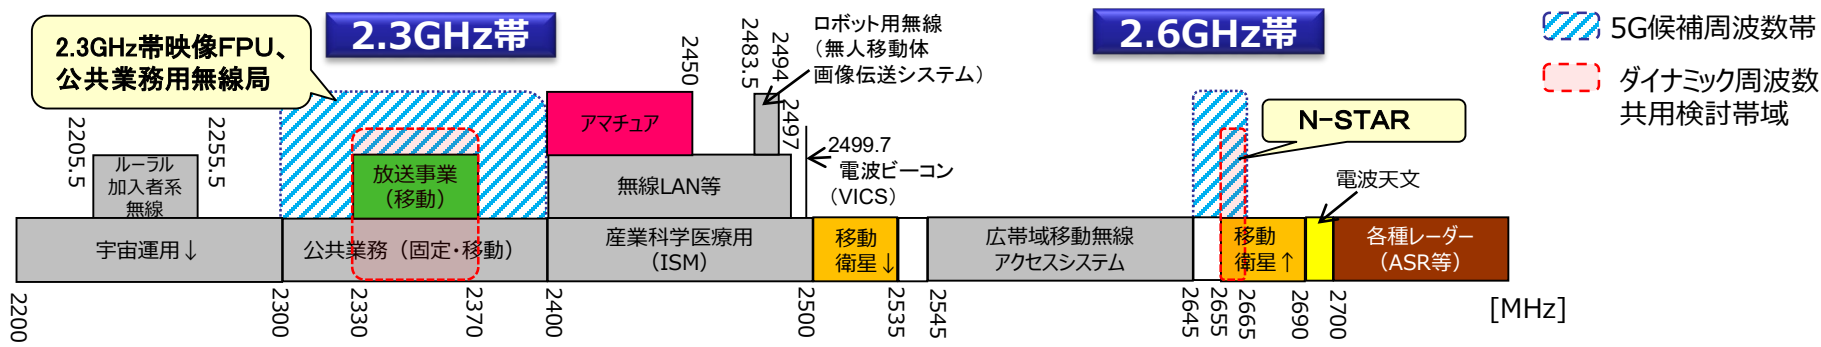 2.3GHz帯映像FPU、
公共業務用無線局
2.3GHz帯
2.6GHz帯
ロボット用無線
（無人移動体
画像伝送システム）
5G候補周波数帯
ダイナミック周波数
共用検討帯域
N-STAR
2205.5
2255.5
2450
2483.5
2494
2497
2499.7
電波ビーコン
（VICS）
電波天文
アマチュア
ルーラル
加入者系
無線
放送事業
（移動）
無線LAN等
宇宙運用↓
公共業務（固定・移動）
産業科学医療用
（ISM）
移動
衛星↓
広帯域移動無線
アクセスシステム
移動
衛星↑
各種レーダー
（ASR等）
2200
2300
2330
2370
2400
2500
2535
2545
2645
2655
2665
2690
2700
[MHz]